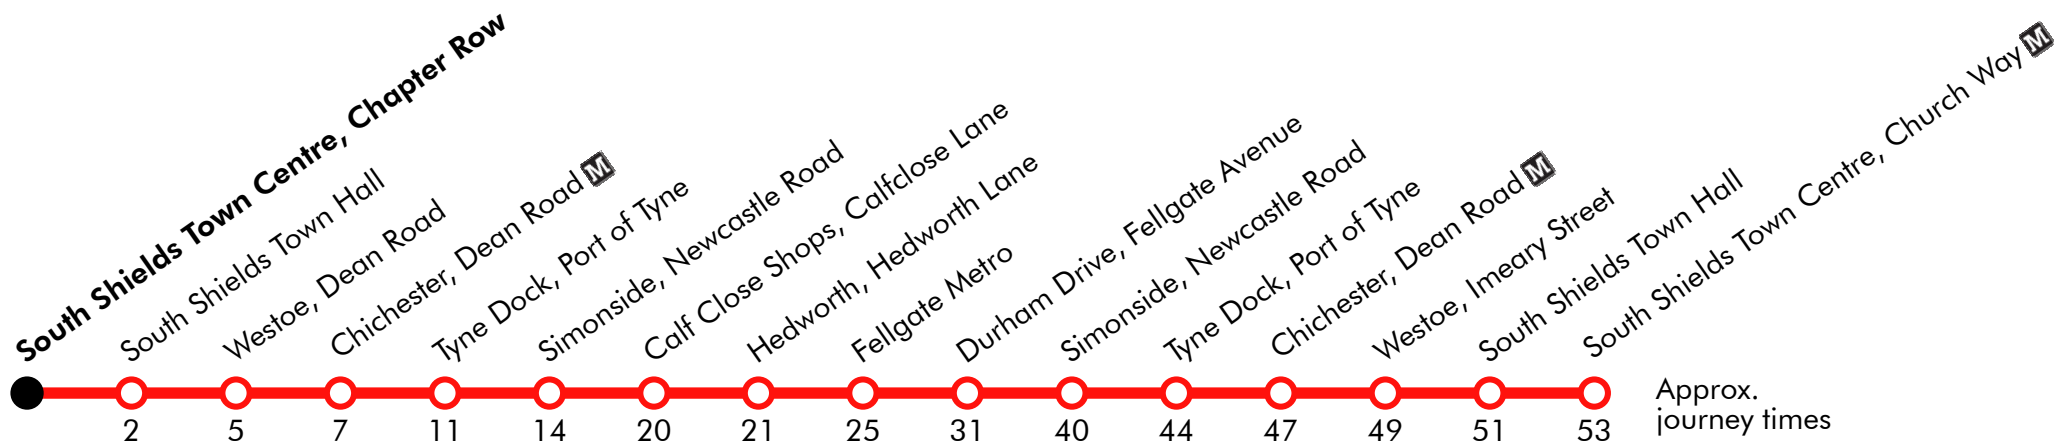 South Shields Town Centre, Chapter Row
South Shields Town Hall
Westoe, Dean Road
Chichester, Dean Road M
Tyne Dock, Port of Tyne
Simonside, Newcastle Road
Calf Close Shops, Calfclose Lane
Hedworth, Hedworth Lane
Fellgate Metro
Durham Drive, Fellgate Avenue
Simonside, Newcastle Road
Tyne Dock, Port of Tyne
Chichester, Dean Road M
Westoe, Imeary Street
South Shields Town Hall
South Shields Town Centre, Church Way M
2 5 7 11 14 20 21 25 31 40 44 47 49 51 53
Approx.
journey times